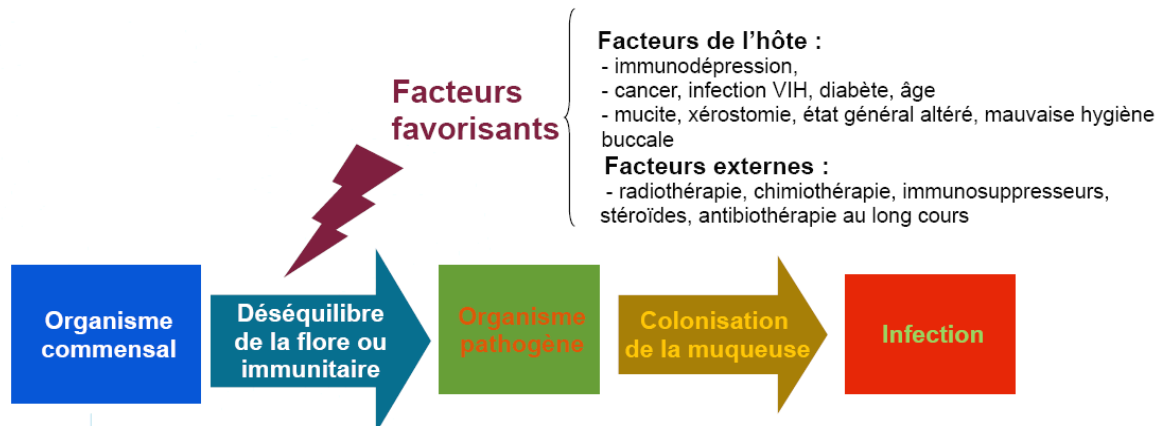 Facteurs de l'hôte :
- immunodépression,
- cancer, infection VIH, diabète, âge
- mucite, xérostomie, état général altéré, mauvaise hygiène
buccale
Facteurs externes :
- radiothérapie, chimiothérapie, immunosuppresseurs,
stéroïdes, antibiothérapie au long cours
Facteurs
favorisants
Organisme
commensal
Déséquilibre
de la flore ou
immunitaire
Organisme
pathogène
Colonisation
de la muqueuse
Infection